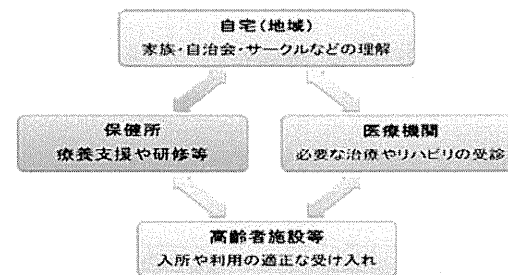 自宅(地域)
家族・自治会・サークルなどの理解
保健所
療養支援や研修等
医療機関
必要な治療やリハビリの受診
高齢者施設等
入所や利用の適正な受け入れ